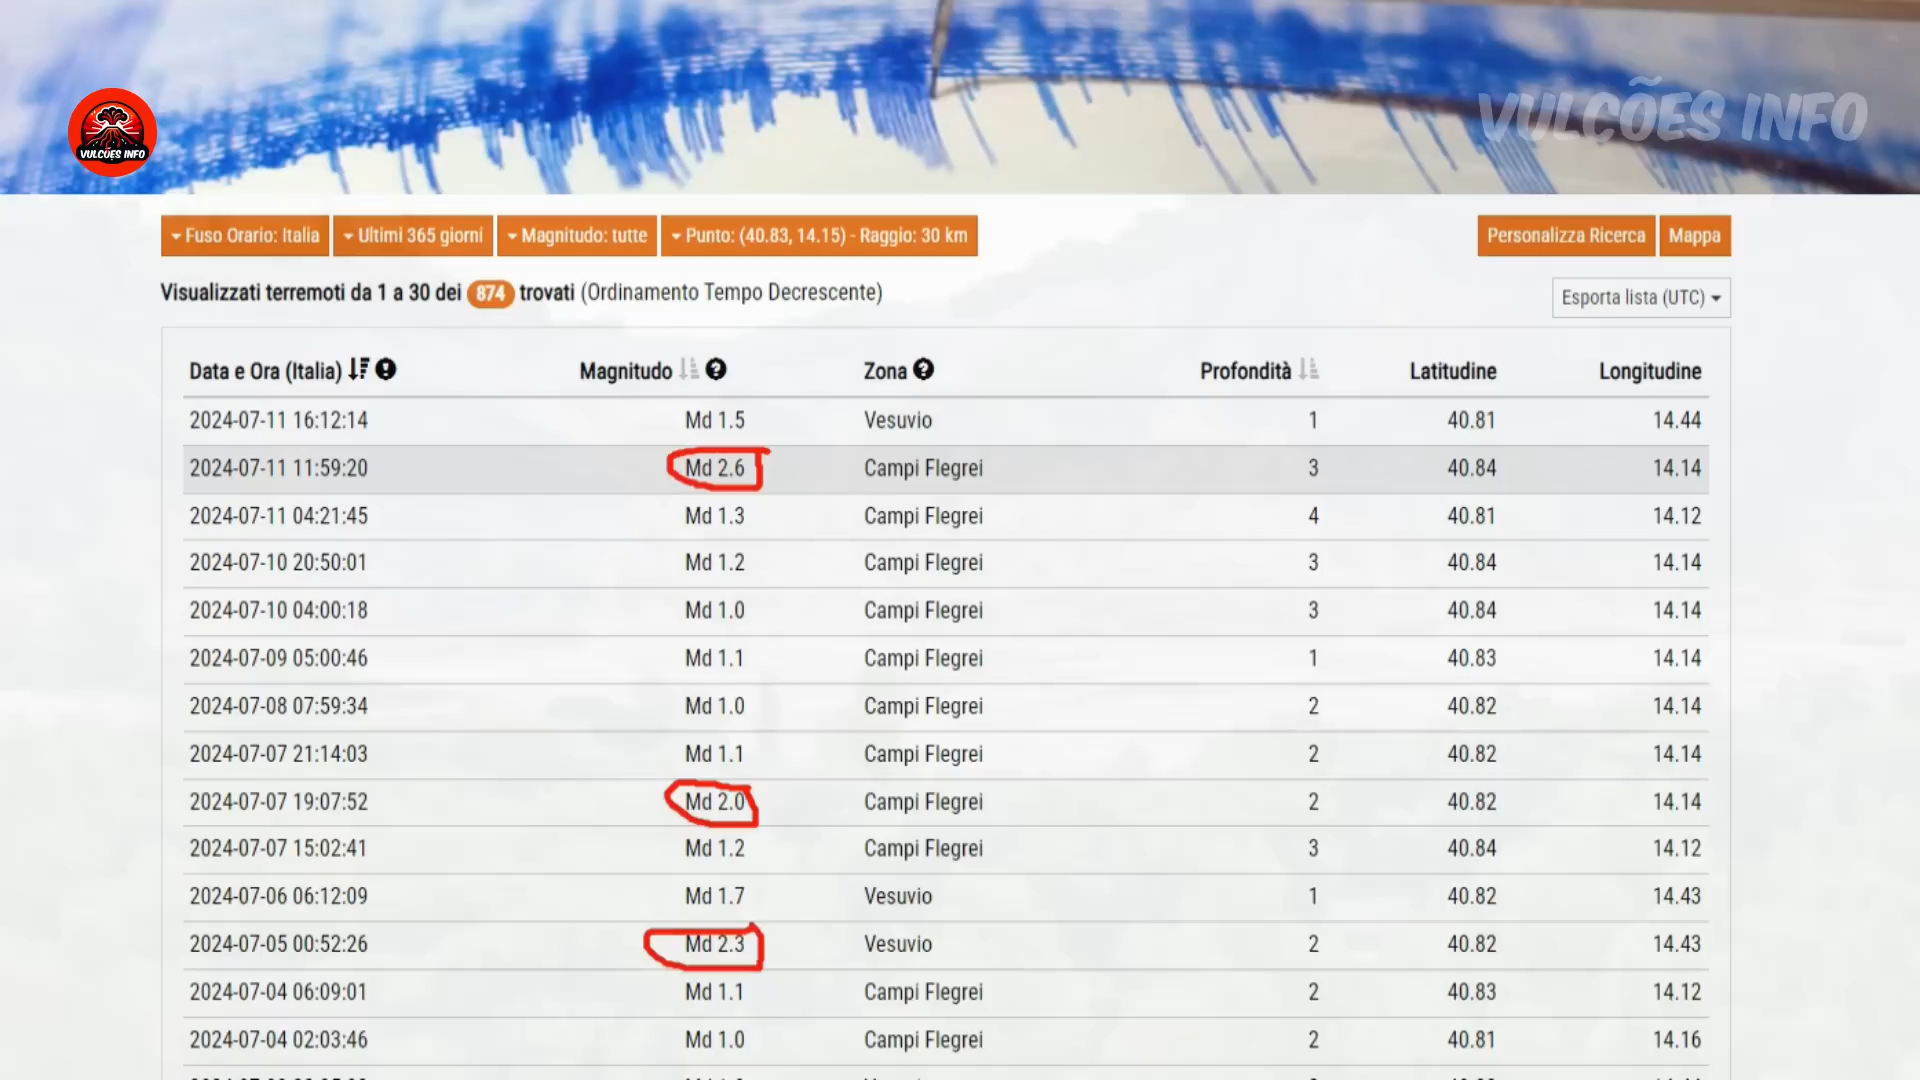 VULCÕES INFO
VULCÕES INFO
Fuso Orario: Italia Ultimi 365 giorni Magnitudo: tutte Punto: (40.83, 14.15) - Raggio: 30 km Personalizza Ricerca Mappa
Visualizzati terremoti da 1 a 30 dei 874 trovati (Ordinamento Tempo Decrescente) Esporta lista (UTC)
Data e Ora (Italia) Magnitudo Zona Profondità Latitudine Longitudine
2024-07-11 16:12:14 Md 1.5 Vesuvio 1 40.81 14.44
2024-07-11 11:59:20 Md 2.6 Campi Flegrei 3 40.84 14.14
2024-07-11 04:21:45 Md 1.3 Campi Flegrei 4 40.81 14.12
2024-07-10 20:50:01 Md 1.2 Campi Flegrei 3 40.84 14.14
2024-07-10 04:00:18 Md 1.0 Campi Flegrei 3 40.84 14.14
2024-07-09 05:00:46 Md 1.1 Campi Flegrei 1 40.83 14.14
2024-07-08 07:59:34 Md 1.0 Campi Flegrei 2 40.82 14.14
2024-07-07 21:14:03 Md 1.1 Campi Flegrei 2 40.82 14.14
2024-07-07 19:07:52 Md 2.0 Campi Flegrei 2 40.82 14.14
2024-07-07 15:02:41 Md 1.2 Campi Flegrei 3 40.84 14.12
2024-07-06 06:12:09 Md 1.7 Vesuvio 1 40.82 14.43
2024-07-05 00:52:26 Md 2.3 Vesuvio 2 40.82 14.43
2024-07-04 06:09:01 Md 1.1 Campi Flegrei 2 40.83 14.12
2024-07-04 02:03:46 Md 1.0 Campi Flegrei 2 40.81 14.16